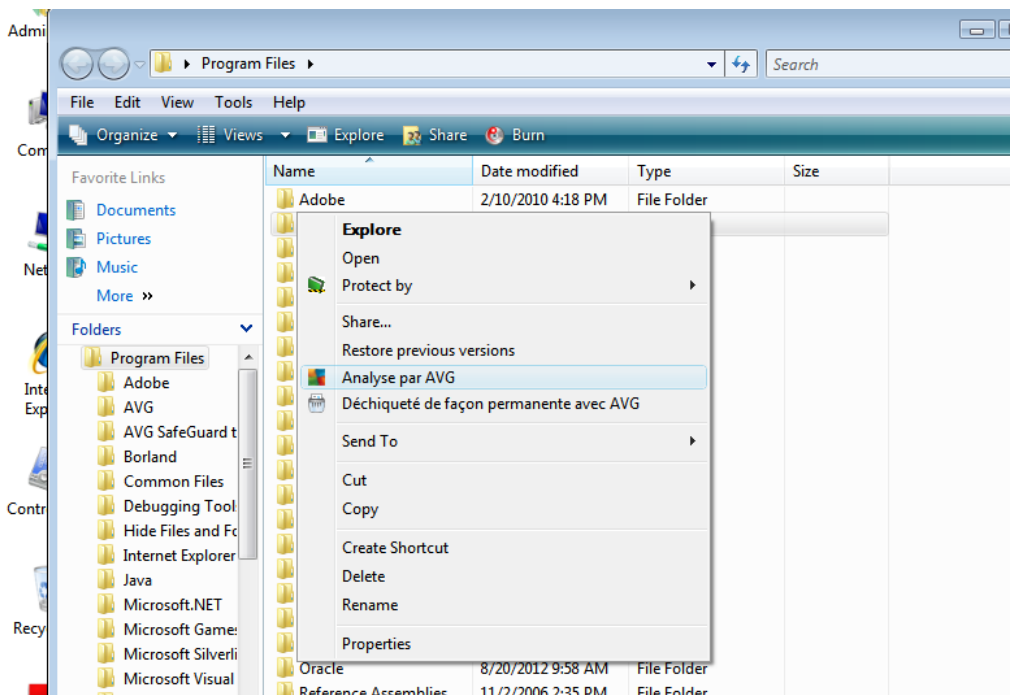 Admi
Program Files
Search
File Edit View Tools Help
Organize Views Explore Share Burn
Com
Favorite Links
Documents
Pictures
Music
More »
Net
Folders
Program Files
Adobe
AVG
AVG SafeGuard t
Borland
Common Files
Debugging Tool
Hide Files and Fo
Internet Explorer
Java
Microsoft.NET
Microsoft Games
Microsoft Silverli
Microsoft Visual
Inte
Exp
Contr
Recy
Name Date modified Type Size
Adobe 2/10/2010 4:18 PM File Folder
Explore
Open
Protect by
Share...
Restore previous versions
Analyse par AVG
Déchiqueté de façon permanente avec AVG
Send To
Cut
Copy
Create Shortcut
Delete
Rename
Properties
Oracle 8/20/2012 9:58 AM File Folder
Reference Assemblies 11/2/2006 2:35 PM File Folder